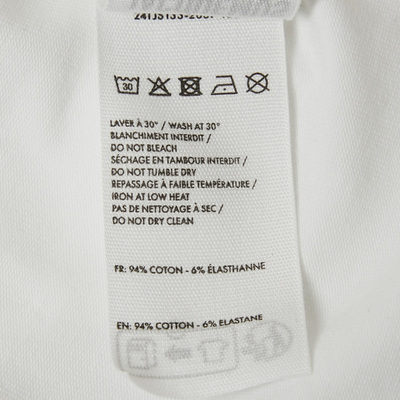 30
LAVER À 30° / WASH AT 30°
BLANCHIMENT INTERDIT /
DO NOT BLEACH
SÉCHAGE EN TAMBOUR INTERDIT /
DO NOT TUMBLE DRY
REPASSAGE À FAIBLE TEMPÉRATURE /
IRON AT LOW HEAT
PAS DE NETTOYAGE À SEC /
DO NOT DRY CLEAN
FR: 94% COTON - 6% ÉLASTHANNE
EN: 94% COTTON - 6% ELASTANE